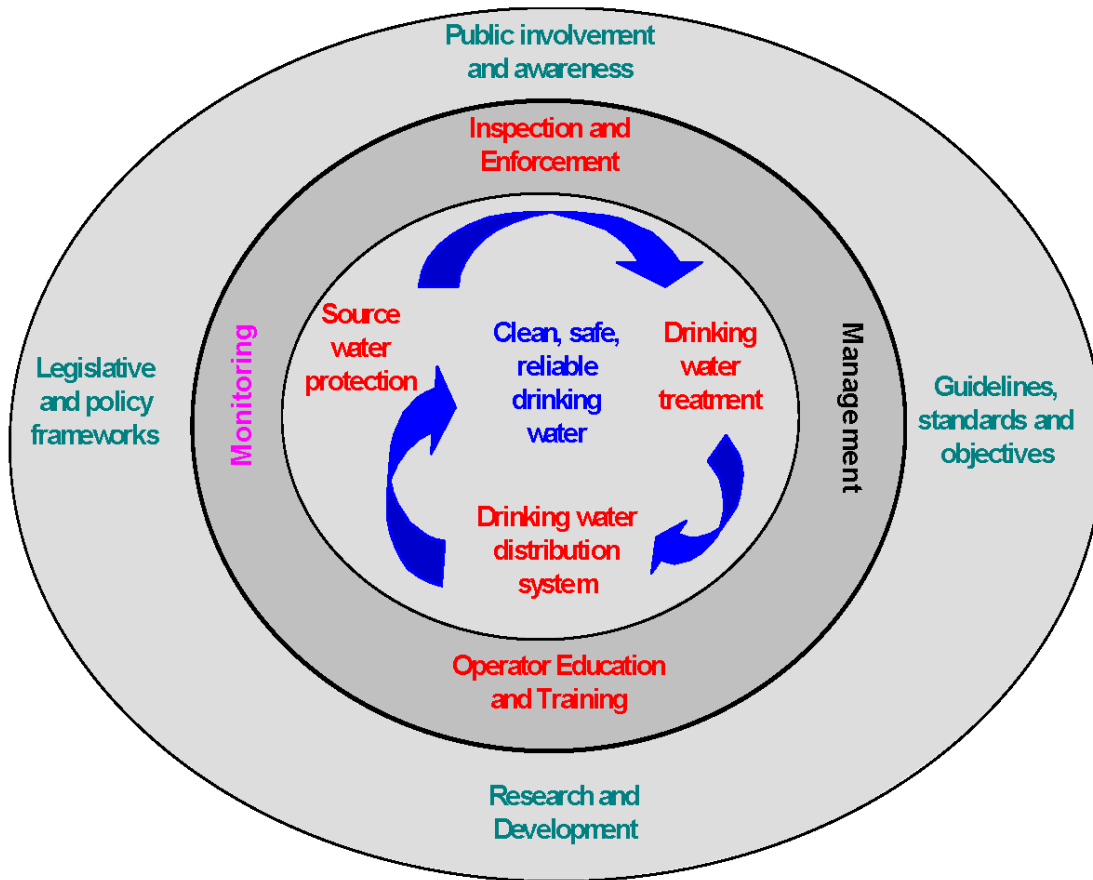 Public involvement
and awareness
Inspection and
Enforcement
Source
water
protection
Clean, safe,
reliable
drinking
water
Drinking
water
treatment
Monitoring
Management
Legislative
and policy
frameworks
Guidelines,
standards and
objectives
Drinking water
distribution
system
Operator Education
and Training
Research and
Development